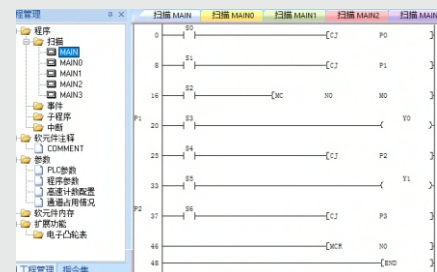 程管理
扫描 MAIN 扫描 MAIN0 扫描 MAIN1 扫描 MAIN2 扫描 MAIN
程序
扫描
MAIN
MAIN0
MAIN1
MAIN2
MAIN3
事件
子程序
中断
软元件注释
COMMENT
参数
PLC参数
程序参数
高速计数配置
通道占用情况
软元件内存
扩展功能
电子凸轮表
工程管理 指令集
S0
0 [CJ P0 ]
S1
8 [CJ P1 ]
S2
16 [MC N0 M0 ]
P1 S3 Y0
20 ( )
S4
25 [CJ P2 ]
S5 Y1
33 ( )
P2 S6
37 [CJ P3 ]
46 [MCR N0 ]
48 [END ]